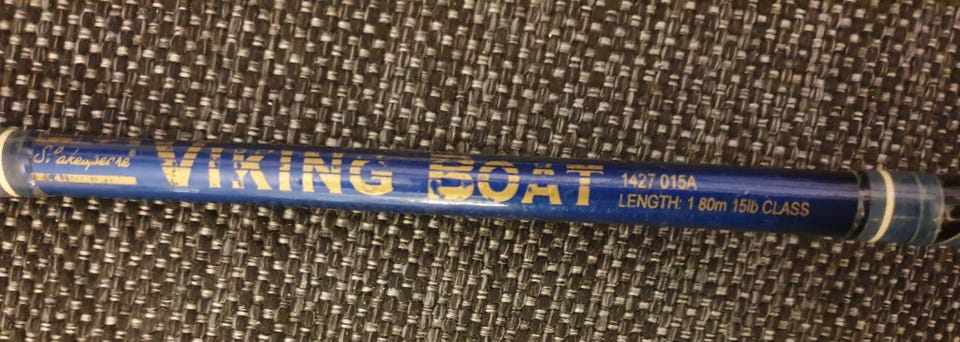 Shakespeare
VIKING BOAT
1427 015A
LENGTH: 1 80m 15lb CLASS